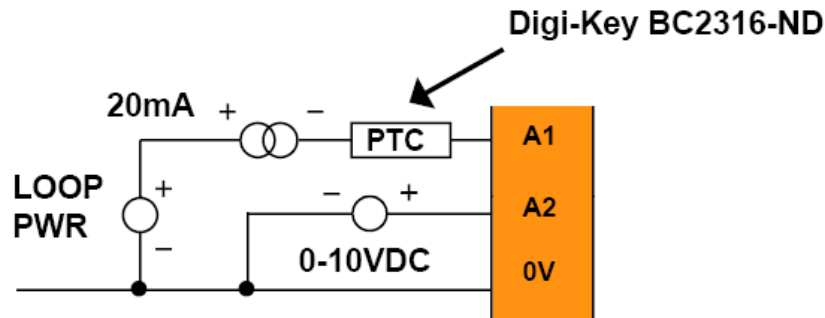 Digi-Key BC2316-ND
20mA + −
PTC
A1
LOOP
PWR
+
−
− +
A2
0-10VDC
0V